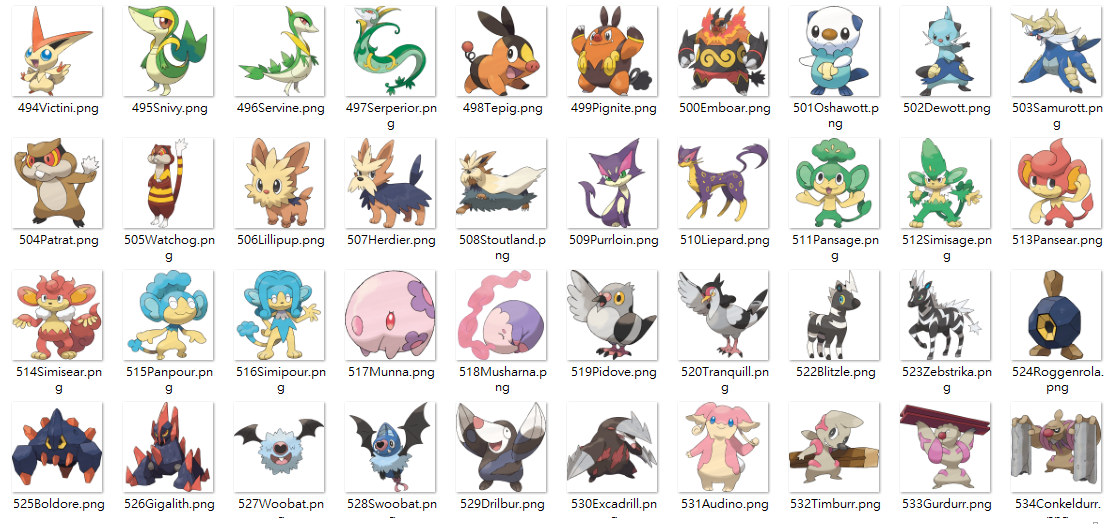 494Victini.png
495Snivy.png
496Servine.png
497Serperior.pn
g
498Tepig.png
499Pignite.png
500Emboar.png
501Oshawott.p
ng
502Dewott.png
503Samurott.pn
g
504Patrat.png
505Watchog.pn
g
506Lillipup.png
507Herdier.png
508Stoutland.p
ng
509Purrloin.png
510Liepard.png
511Pansage.pn
g
512Simisage.pn
g
513Pansear.png
514Simisear.pn
g
515Panpour.pn
g
516Simipour.pn
g
517Munna.png
518Musharna.p
ng
519Pidove.png
520Tranquill.pn
g
522Blitzle.png
523Zebstrika.pn
g
524Roggenrola.
png
525Boldore.png
526Gigalith.png
527Woobat.pn
528Swoobat.pn
529Drilbur.png
530Excadrill.pn
531Audino.png
532Timburr.png
533Gurdurr.png
534Conkeldurr.